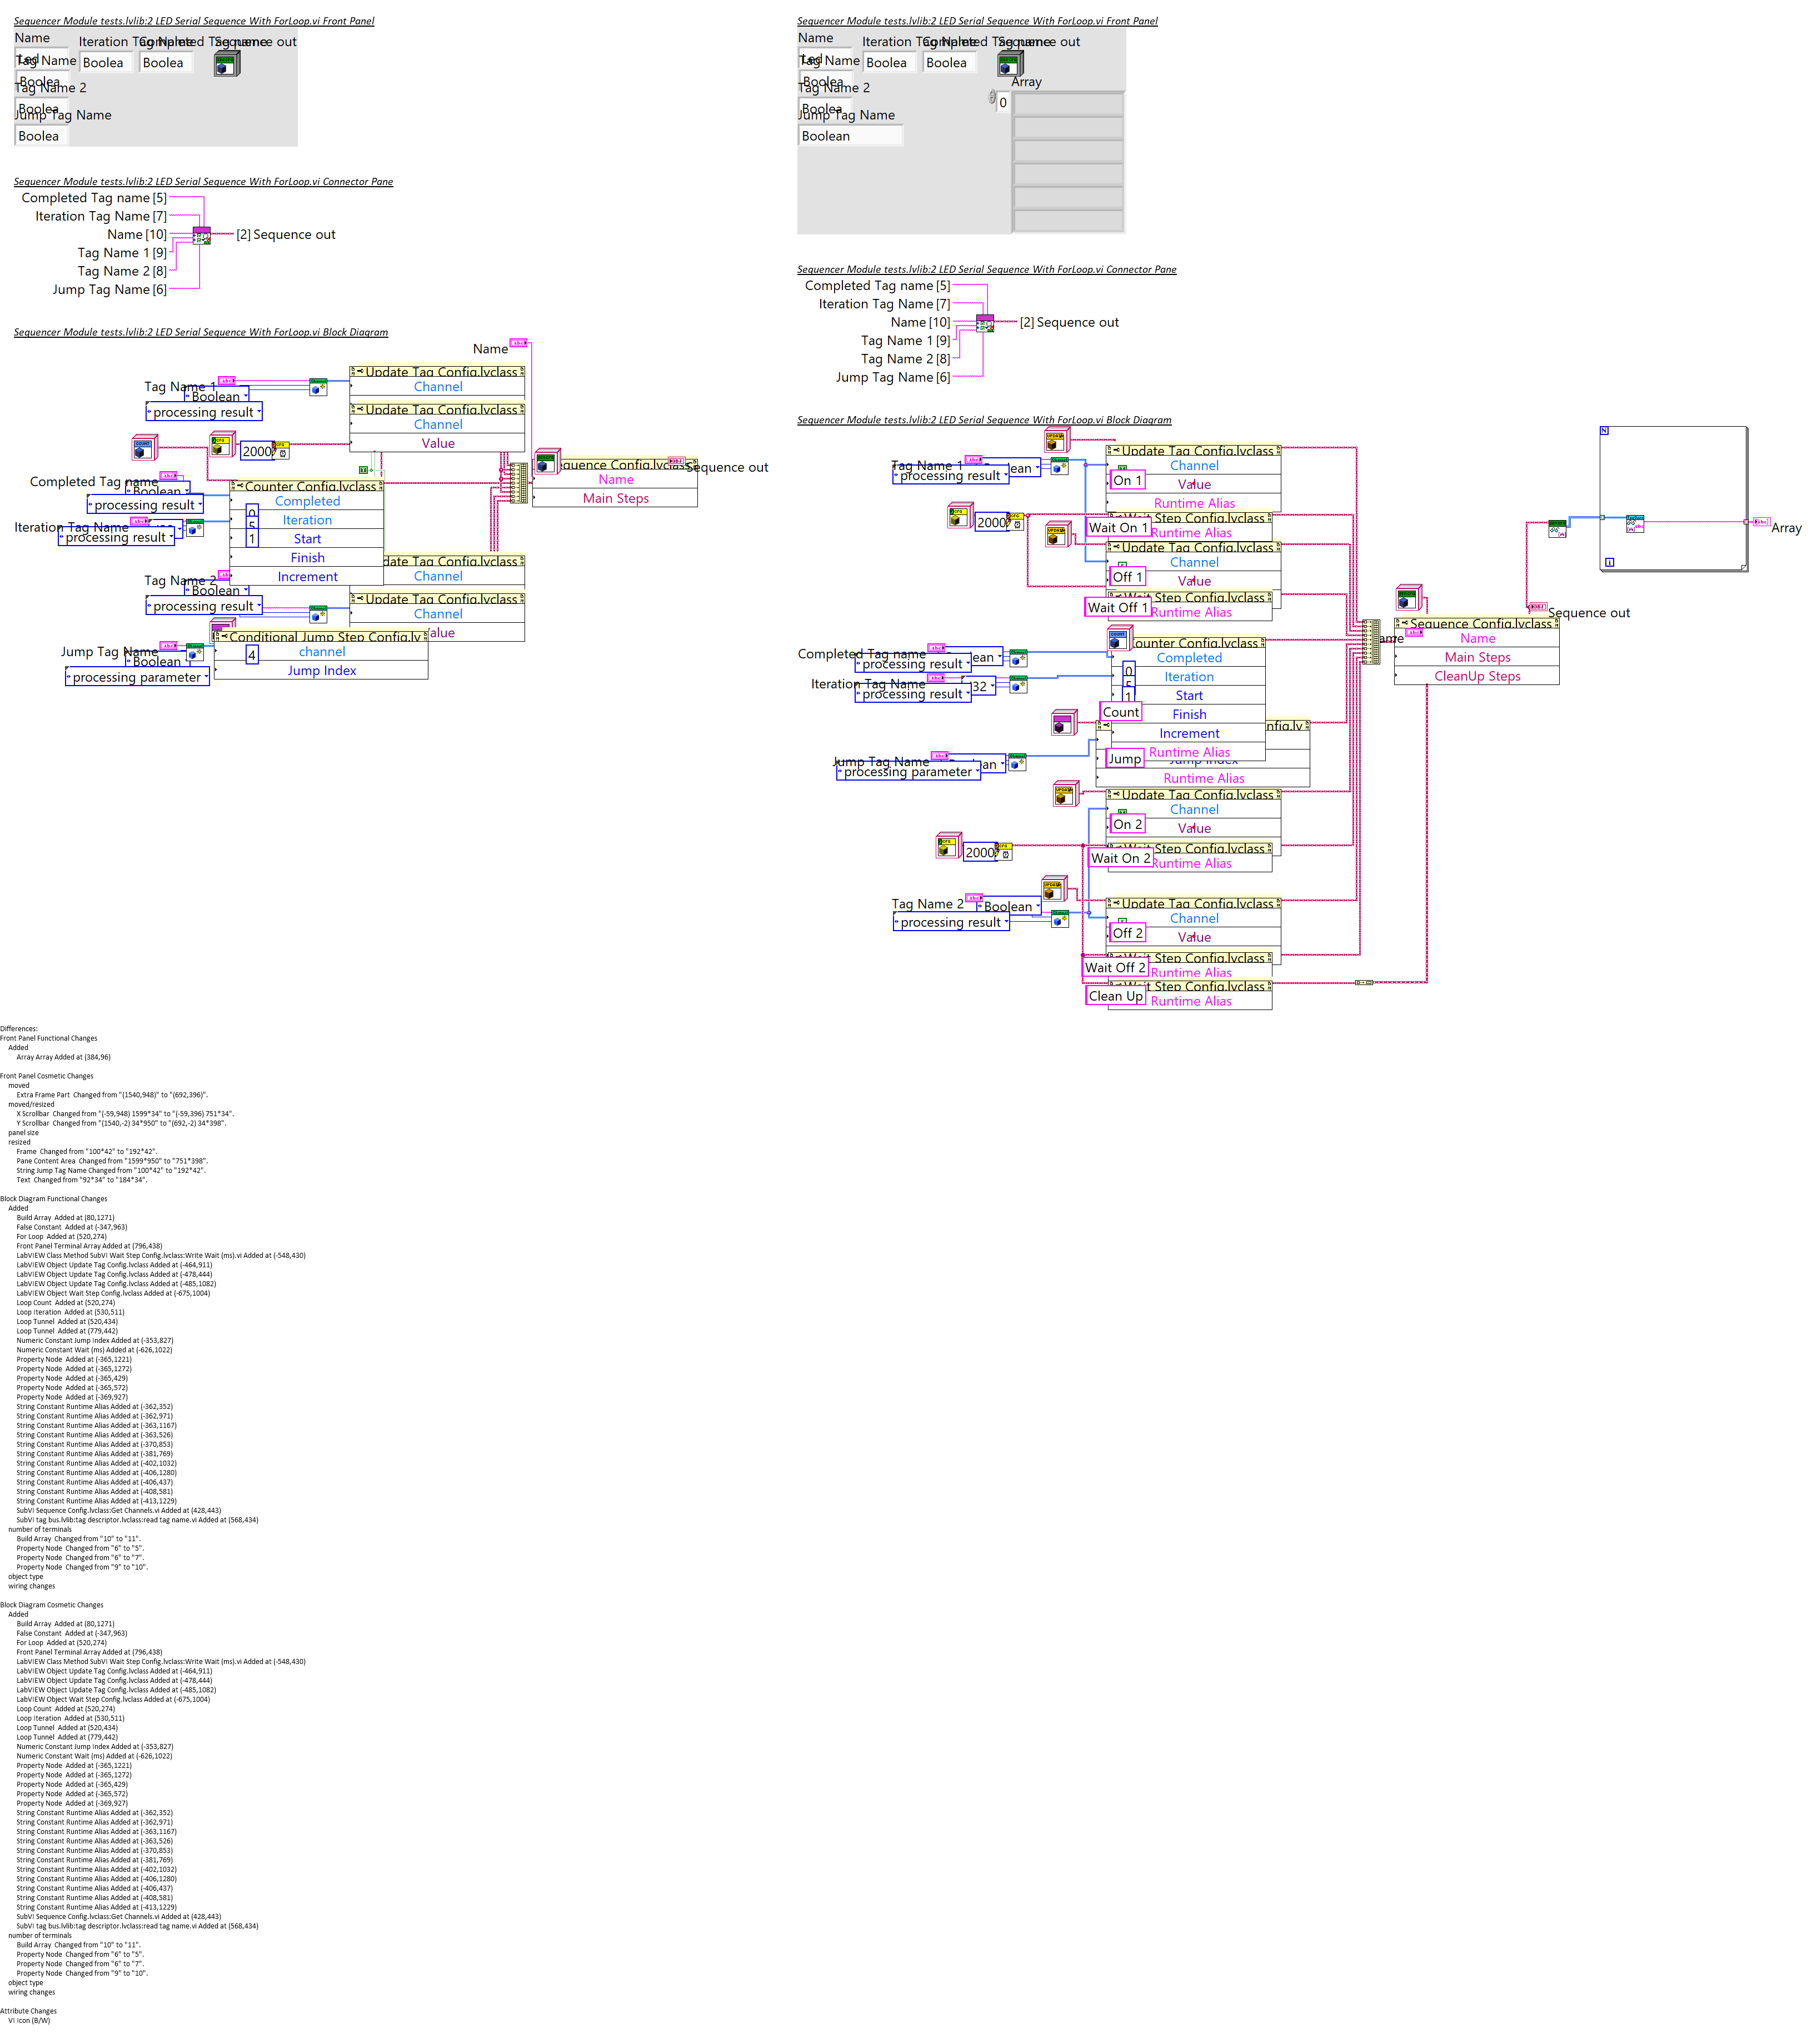 Sequencer Module tests.lvlib:2 LED Serial Sequence With ForLoop.vi Front Panel
Name
Iteration Tag Name
Completed Tag name
Sequence out
Led
Tag Name
Boolea
Boolea
Boolea
Tag Name 2
Boolea
Jump Tag Name
Boolea
Sequencer Module tests.lvlib:2 LED Serial Sequence With ForLoop.vi Connector Pane
Completed Tag name [5]
Iteration Tag Name [7]
Name [10]
[2] Sequence out
Tag Name 1 [9]
Tag Name 2 [8]
Jump Tag Name [6]
Sequencer Module tests.lvlib:2 LED Serial Sequence With ForLoop.vi Block Diagram
Name
Update Tag Config.lvclass
Tag Name 1
Channel
Boolean
processing result
Update Tag Config.lvclass
Channel
Value
2000
Sequence Config.lvclass
Sequence out
Name
Main Steps
Completed Tag name
Boolean
processing result
Counter Config.lvclass
Completed
Iteration Tag Name
processing result
Iteration
0
5
1
Start
Finish
Increment
Update Tag Config.lvclass
Channel
Tag Name 2
Boolean
processing result
Update Tag Config.lvclass
Channel
Value
Conditional Jump Step Config.lv
Jump Tag Name
channel
Boolean
4
Jump Index
processing parameter
Sequencer Module tests.lvlib:2 LED Serial Sequence With ForLoop.vi Front Panel
Name
Iteration Tag Name
Completed Tag name
Sequence out
Led
Tag Name
Boolea
Boolea
Boolea
Array
Tag Name 2
Boolea
0
Jump Tag Name
Boolean
Sequencer Module tests.lvlib:2 LED Serial Sequence With ForLoop.vi Connector Pane
Completed Tag name [5]
Iteration Tag Name [7]
Name [10]
[2] Sequence out
Tag Name 1 [9]
Tag Name 2 [8]
Jump Tag Name [6]
Sequencer Module tests.lvlib:2 LED Serial Sequence With ForLoop.vi Block Diagram
N
Update Tag Config.lvclass
Tag Name 1
ean
processing result
Channel
On 1
Value
Runtime Alias
2000
Wait Step Config.lvclass
Wait On 1
Runtime Alias
Array
Update Tag Config.lvclass
Channel
i
Off 1
Value
Wait Step Config.lvclass
Wait Off 1
Runtime Alias
Sequence out
Sequence Config.lvclass
Name
Main Steps
CleanUp Steps
Counter Config.lvclass
Completed Tag name
ean
processing result
Completed
Iteration Tag Name
I32
processing result
0
5
1
Iteration
Start
Count
Finish
nfig.lv
Increment
Runtime Alias
Jump
Jump Index
Jump Tag Name
ean
processing parameter
Runtime Alias
Update Tag Config.lvclass
Channel
On 2
Value
2000
Wait Step Config.lvclass
Wait On 2
Runtime Alias
Update Tag Config.lvclass
Tag Name 2
Boolean
processing result
Channel
Off 2
Value
Wait Step Config.lvclass
Wait Off 2
Runtime Alias
Wait Step Config.lvclass
Clean Up
Runtime Alias
Differences:
Front Panel Functional Changes
Added
Array Array Added at (384,96)
Front Panel Cosmetic Changes
moved
Extra Frame Part  Changed from "(1540,948)" to "(692,396)".
moved/resized
X Scrollbar  Changed from "(-59,948) 1599*34" to "(-59,396) 751*34".
Y Scrollbar  Changed from "(1540,-2) 34*950" to "(692,-2) 34*398".
panel size
resized
Frame  Changed from "100*42" to "192*42".
Pane Content Area  Changed from "1599*950" to "751*398".
String Jump Tag Name Changed from "100*42" to "192*42".
Text  Changed from "92*34" to "184*34".
Block Diagram Functional Changes
Added
Build Array  Added at (80,1271)
False Constant  Added at (-347,963)
For Loop  Added at (520,274)
Front Panel Terminal Array Added at (796,438)
LabVIEW Class Method SubVI Wait Step Config.lvclass:Write Wait (ms).vi Added at (-548,430)
LabVIEW Object Update Tag Config.lvclass Added at (-464,911)
LabVIEW Object Update Tag Config.lvclass Added at (-478,444)
LabVIEW Object Update Tag Config.lvclass Added at (-485,1082)
LabVIEW Object Wait Step Config.lvclass Added at (-675,1004)
Loop Count  Added at (520,274)
Loop Iteration  Added at (530,511)
Loop Tunnel  Added at (520,434)
Loop Tunnel  Added at (779,442)
Numeric Constant Jump Index Added at (-353,827)
Numeric Constant Wait (ms) Added at (-626,1022)
Property Node  Added at (-365,1221)
Property Node  Added at (-365,1272)
Property Node  Added at (-365,429)
Property Node  Added at (-365,572)
Property Node  Added at (-369,927)
String Constant Runtime Alias Added at (-362,352)
String Constant Runtime Alias Added at (-362,971)
String Constant Runtime Alias Added at (-363,1167)
String Constant Runtime Alias Added at (-363,526)
String Constant Runtime Alias Added at (-370,853)
String Constant Runtime Alias Added at (-381,769)
String Constant Runtime Alias Added at (-402,1032)
String Constant Runtime Alias Added at (-406,1280)
String Constant Runtime Alias Added at (-406,437)
String Constant Runtime Alias Added at (-408,581)
String Constant Runtime Alias Added at (-413,1229)
SubVI Sequence Config.lvclass:Get Channels.vi Added at (428,443)
SubVI tag bus.lvlib:tag descriptor.lvclass:read tag name.vi Added at (568,434)
number of terminals
Build Array  Changed from "10" to "11".
Property Node  Changed from "6" to "5".
Property Node  Changed from "6" to "7".
Property Node  Changed from "9" to "10".
object type
wiring changes
Block Diagram Cosmetic Changes
Added
Build Array  Added at (80,1271)
False Constant  Added at (-347,963)
For Loop  Added at (520,274)
Front Panel Terminal Array Added at (796,438)
LabVIEW Class Method SubVI Wait Step Config.lvclass:Write Wait (ms).vi Added at (-548,430)
LabVIEW Object Update Tag Config.lvclass Added at (-464,911)
LabVIEW Object Update Tag Config.lvclass Added at (-478,444)
LabVIEW Object Update Tag Config.lvclass Added at (-485,1082)
LabVIEW Object Wait Step Config.lvclass Added at (-675,1004)
Loop Count  Added at (520,274)
Loop Iteration  Added at (530,511)
Loop Tunnel  Added at (520,434)
Loop Tunnel  Added at (779,442)
Numeric Constant Jump Index Added at (-353,827)
Numeric Constant Wait (ms) Added at (-626,1022)
Property Node  Added at (-365,1221)
Property Node  Added at (-365,1272)
Property Node  Added at (-365,429)
Property Node  Added at (-365,572)
Property Node  Added at (-369,927)
String Constant Runtime Alias Added at (-362,352)
String Constant Runtime Alias Added at (-362,971)
String Constant Runtime Alias Added at (-363,1167)
String Constant Runtime Alias Added at (-363,526)
String Constant Runtime Alias Added at (-370,853)
String Constant Runtime Alias Added at (-381,769)
String Constant Runtime Alias Added at (-402,1032)
String Constant Runtime Alias Added at (-406,1280)
String Constant Runtime Alias Added at (-406,437)
String Constant Runtime Alias Added at (-408,581)
String Constant Runtime Alias Added at (-413,1229)
SubVI Sequence Config.lvclass:Get Channels.vi Added at (428,443)
SubVI tag bus.lvlib:tag descriptor.lvclass:read tag name.vi Added at (568,434)
number of terminals
Build Array  Changed from "10" to "11".
Property Node  Changed from "6" to "5".
Property Node  Changed from "6" to "7".
Property Node  Changed from "9" to "10".
object type
wiring changes
Attribute Changes
VI Icon (B/W)